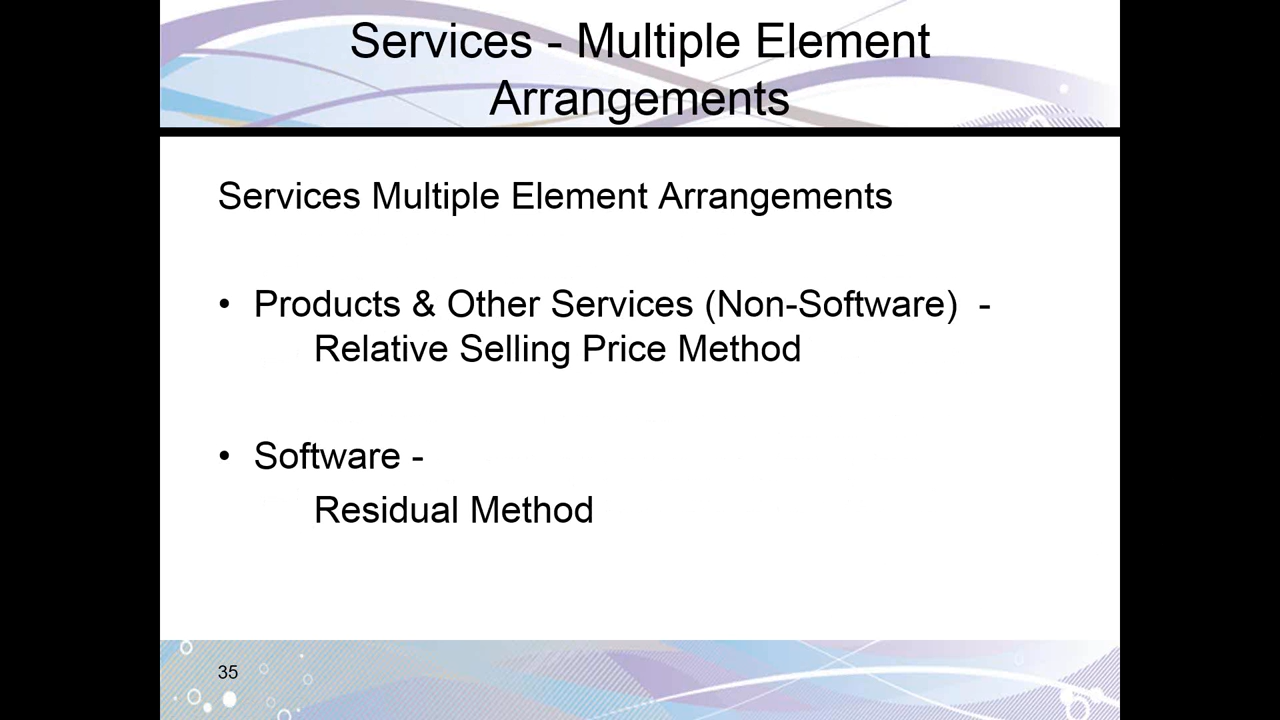 Services - Multiple Element
Arrangements
Services Multiple Element Arrangements
• Products & Other Services (Non-Software) -
Relative Selling Price Method
• Software -
Residual Method
35